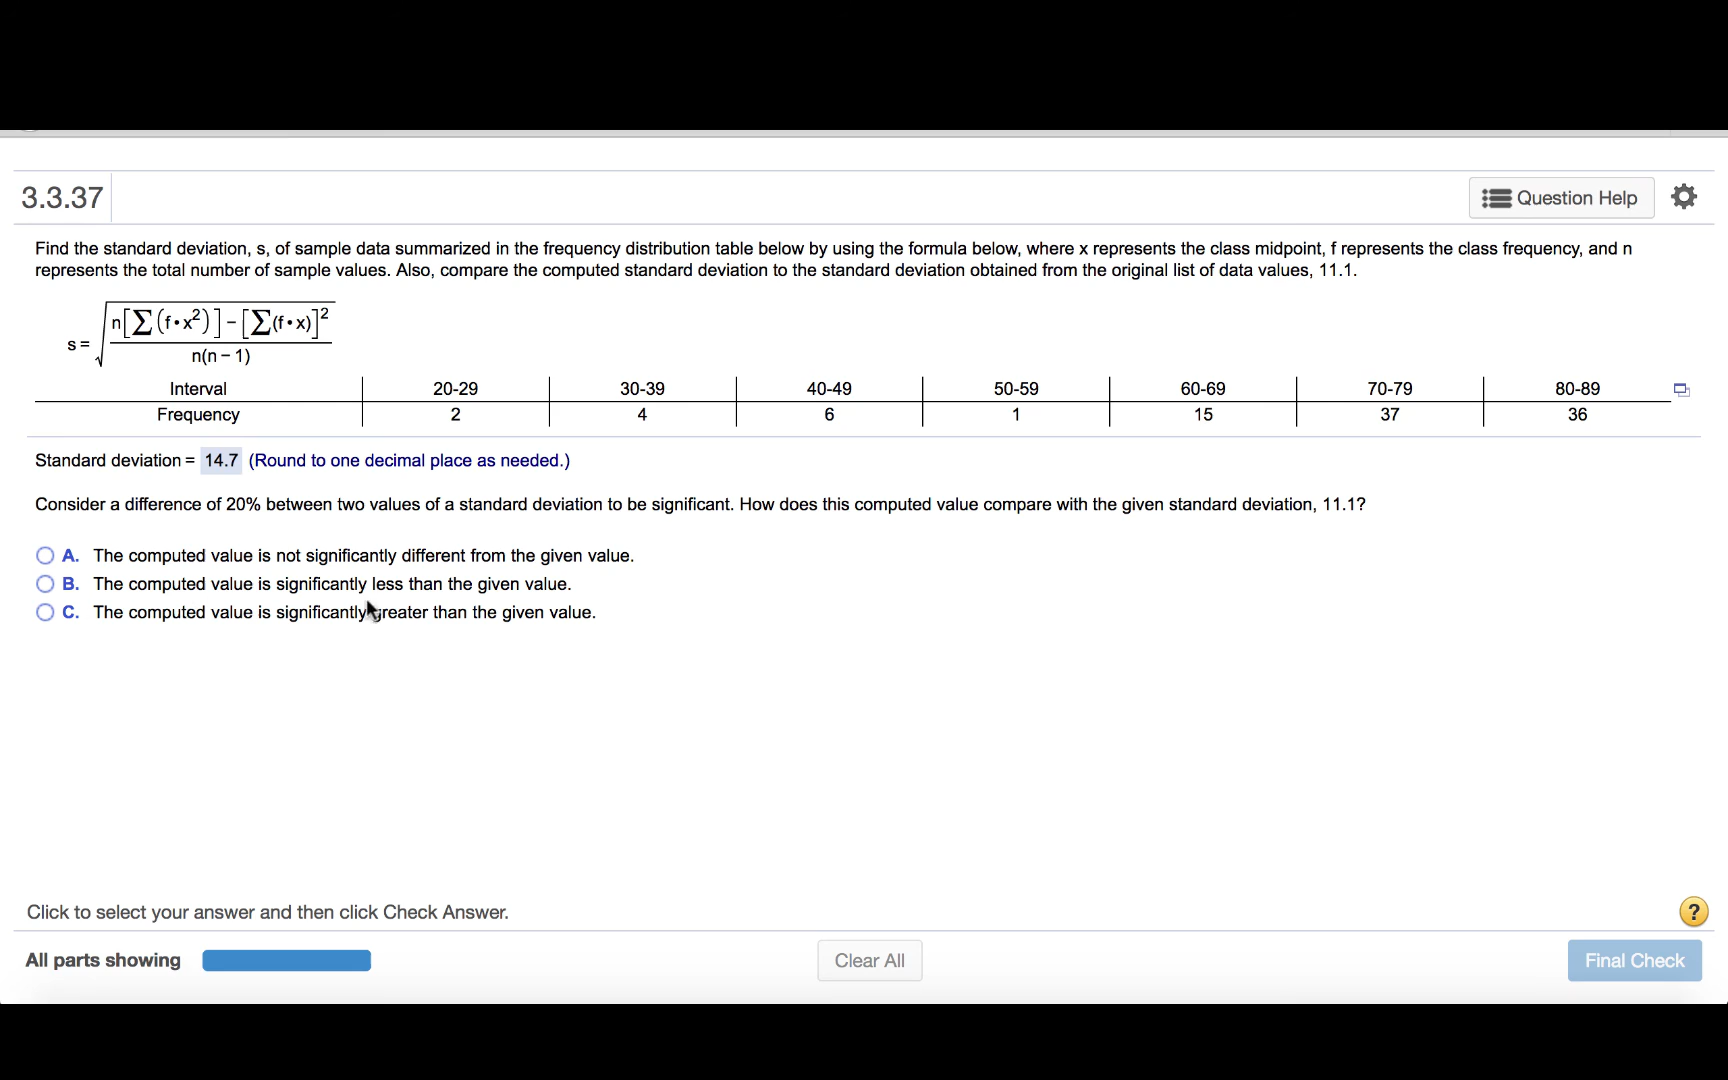 3.3.37
Question Help
Find the standard deviation, s, of sample data summarized in the frequency distribution table below by using the formula below, where x represents the class midpoint, f represents the class frequency, and n
represents the total number of sample values. Also, compare the computed standard deviation to the standard deviation obtained from the original list of data values, 11.1.
s = √(n[∑(f•x²)] − [∑(f•x)]² / n(n − 1))
Interval 20-29 30-39 40-49 50-59 60-69 70-79 80-89
Frequency 2 4 6 1 15 37 36
Standard deviation = 14.7 (Round to one decimal place as needed.)
Consider a difference of 20% between two values of a standard deviation to be significant. How does this computed value compare with the given standard deviation, 11.1?
A. The computed value is not significantly different from the given value.
B. The computed value is significantly less than the given value.
C. The computed value is significantly greater than the given value.
Click to select your answer and then click Check Answer.
?
All parts showing
Clear All
Final Check